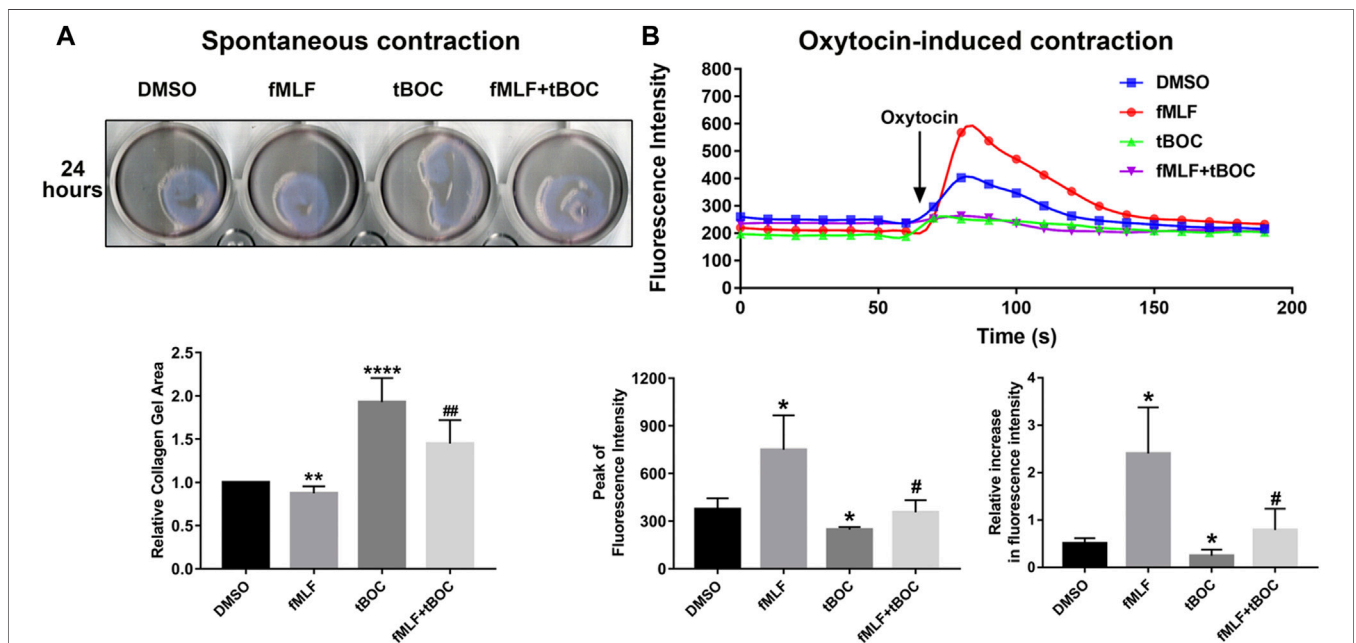 A
Spontaneous contraction
DMSO
fMLF
tBOC
fMLF+tBOC
24
hours
Relative Collagen Gel Area
2.5
2.0
1.5
1.0
0.5
0.0
**
****
##
DMSO
fMLF
tBOC
fMLF+tBOC
B
Oxytocin-induced contraction
Fluorescence Intensity
800
700
600
500
400
300
200
100
0
Oxytocin
DMSO
fMLF
tBOC
fMLF+tBOC
0
50
100
150
200
Time (s)
Peak of
Fluorescence Intensity
1200
900
600
300
0
*
*
#
DMSO
fMLF
tBOC
fMLF+tBOC
Relative increase
in fluorescence intensity
4
3
2
1
0
*
*
#
DMSO
fMLF
tBOC
fMLF+tBOC